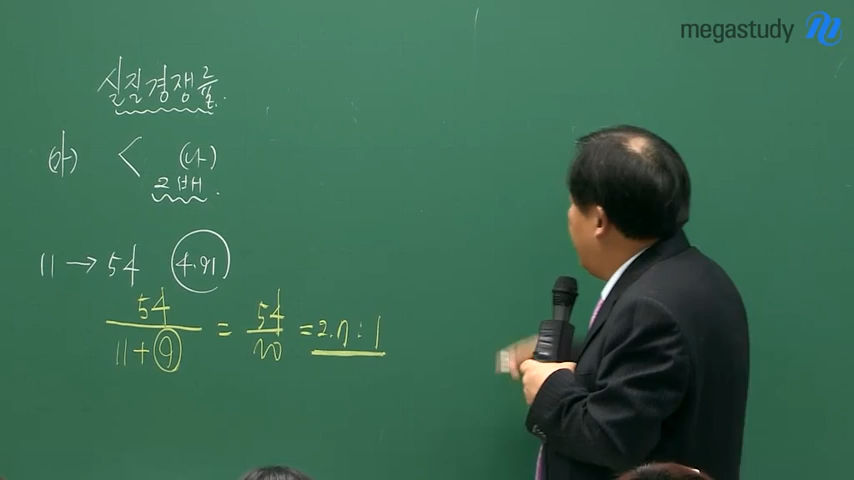 megastudy
실질경쟁률.
(가) < (나)
2배.
11 → 54 4.91
54 / 11+9 = 54 / 20 = 2.7 : 1